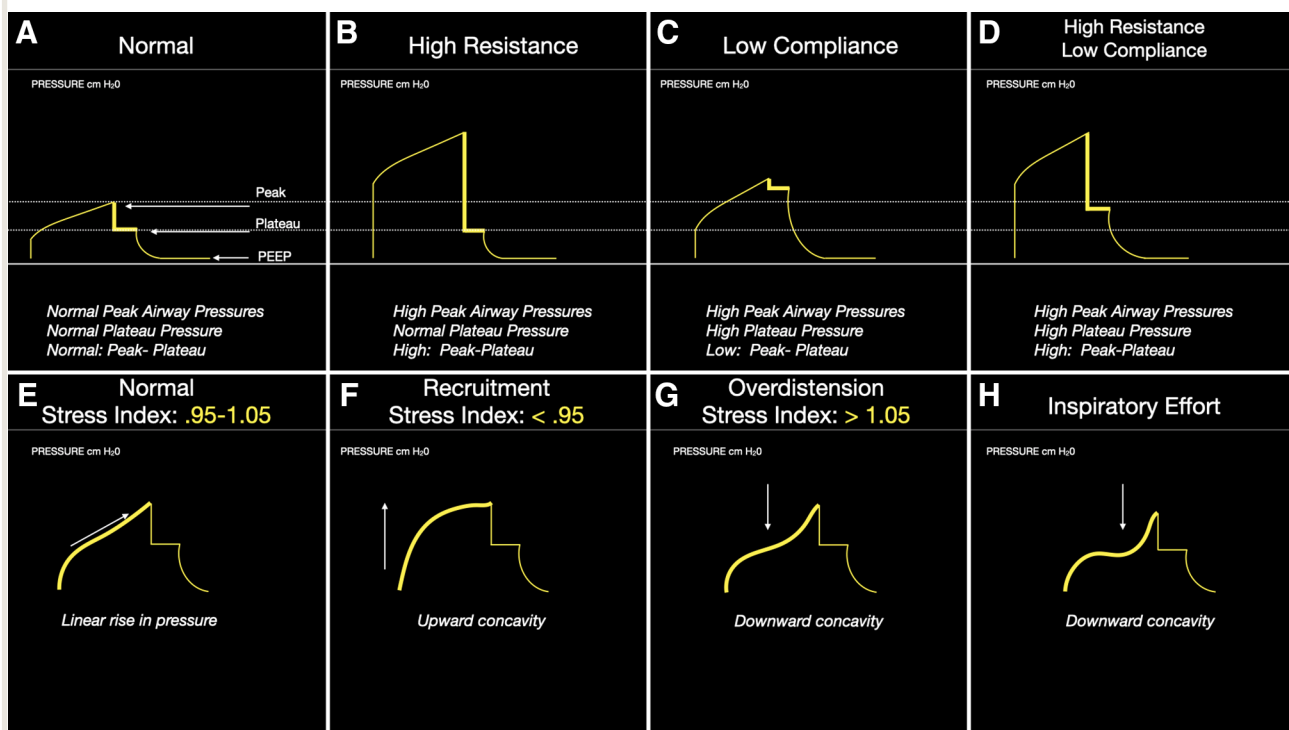 A
Normal
PRESSURE cm H₂0
Peak
Plateau
PEEP
Normal Peak Airway Pressures
Normal Plateau Pressure
Normal: Peak- Plateau
B
High Resistance
PRESSURE cm H₂0
High Peak Airway Pressures
Normal Plateau Pressure
High: Peak-Plateau
C
Low Compliance
PRESSURE cm H₂0
High Peak Airway Pressures
High Plateau Pressure
Low: Peak- Plateau
D
High Resistance
Low Compliance
PRESSURE cm H₂0
High Peak Airway Pressures
High Plateau Pressure
High: Peak-Plateau
E
Normal
Stress Index: .95-1.05
PRESSURE cm H₂0
Linear rise in pressure
F
Recruitment
Stress Index: < .95
PRESSURE cm H₂0
Upward concavity
G
Overdistension
Stress Index: > 1.05
PRESSURE cm H₂0
Downward concavity
H
Inspiratory Effort
PRESSURE cm H₂0
Downward concavity